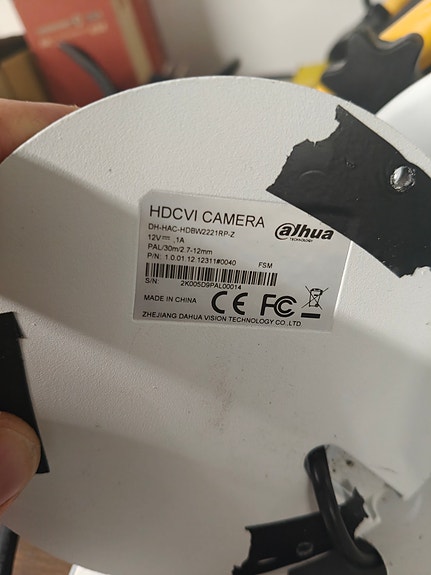 HDCVI CAMERA
alhua
TECHNOLOGY
DH-HAC-HDBW2221RP-Z
12V⎓ ,1A
PAL/30m/2.7-12mm
P/N: 1.0.01.12.12311#0040 FSM
S/N: 2K005D9PAL00014
MADE IN CHINA CE FC
ZHEJIANG DAHUA VISION TECHNOLOGY CO.,LTD.